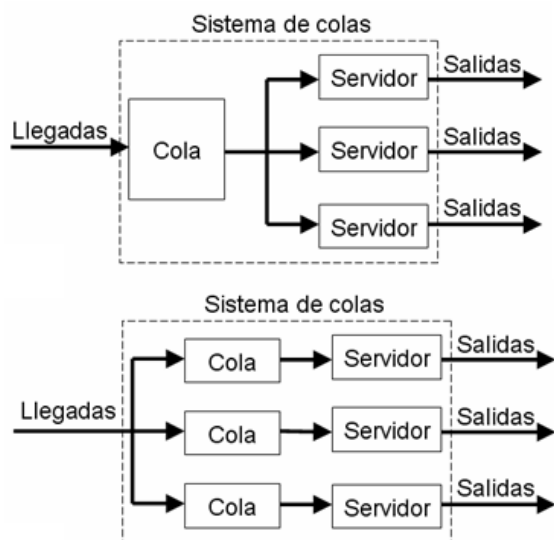 Sistema de colas
Llegadas
Cola
Servidor
Salidas
Servidor
Salidas
Servidor
Salidas
Sistema de colas
Llegadas
Cola
Servidor
Salidas
Cola
Servidor
Salidas
Cola
Servidor
Salidas